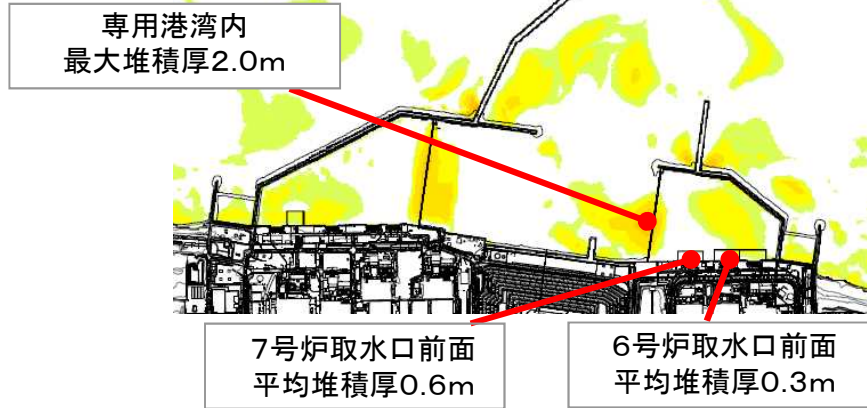 専用港湾内
最大堆積厚2.0m
7号炉取水口前面
平均堆積厚0.6m
6号炉取水口前面
平均堆積厚0.3m